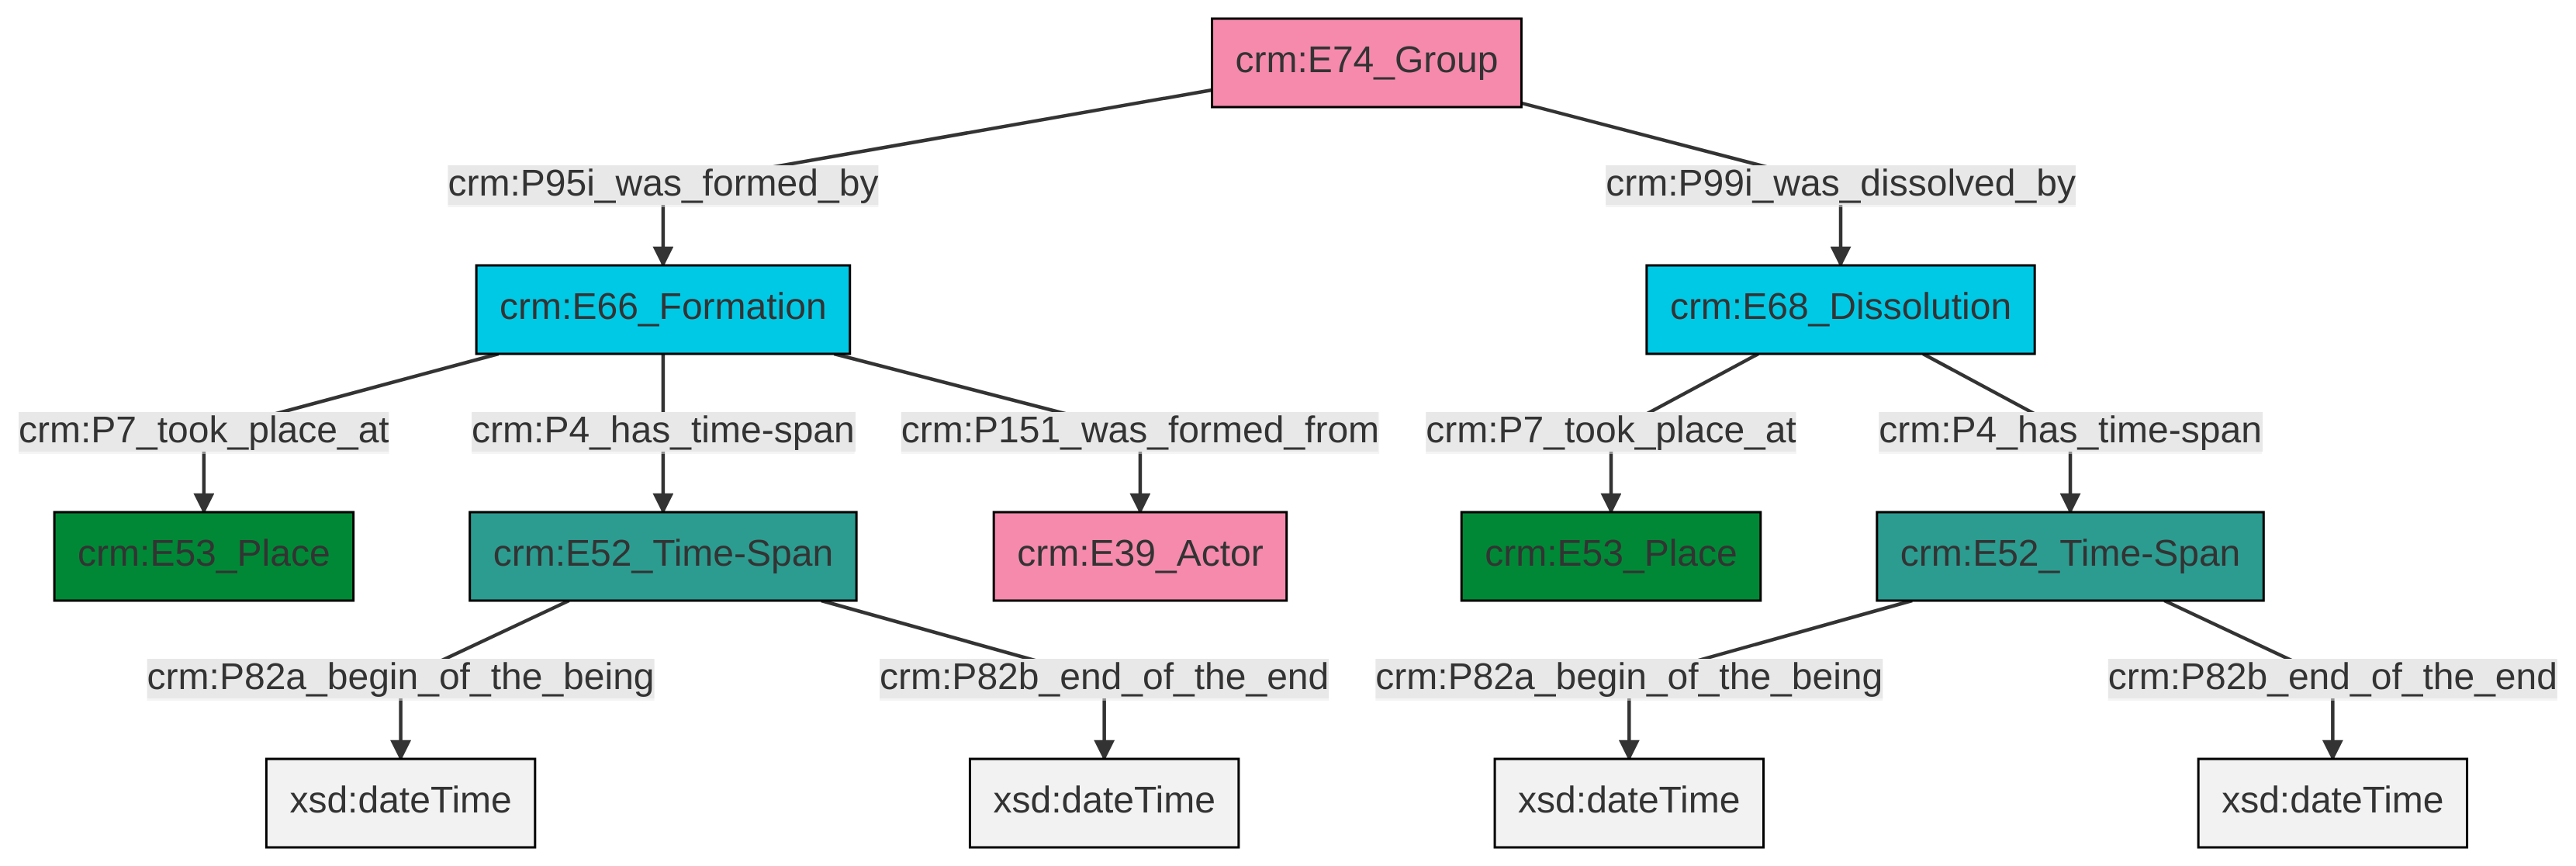 crm:E74_Group
crm:P95i_was_formed_by
crm:P99i_was_dissolved_by
crm:E66_Formation
crm:E68_Dissolution
crm:P7_took_place_at
crm:P4_has_time-span
crm:P151_was_formed_from
crm:P7_took_place_at
crm:P4_has_time-span
crm:E53_Place
crm:E52_Time-Span
crm:E39_Actor
crm:E53_Place
crm:E52_Time-Span
crm:P82a_begin_of_the_being
crm:P82b_end_of_the_end
crm:P82a_begin_of_the_being
crm:P82b_end_of_the_end
xsd:dateTime
xsd:dateTime
xsd:dateTime
xsd:dateTime